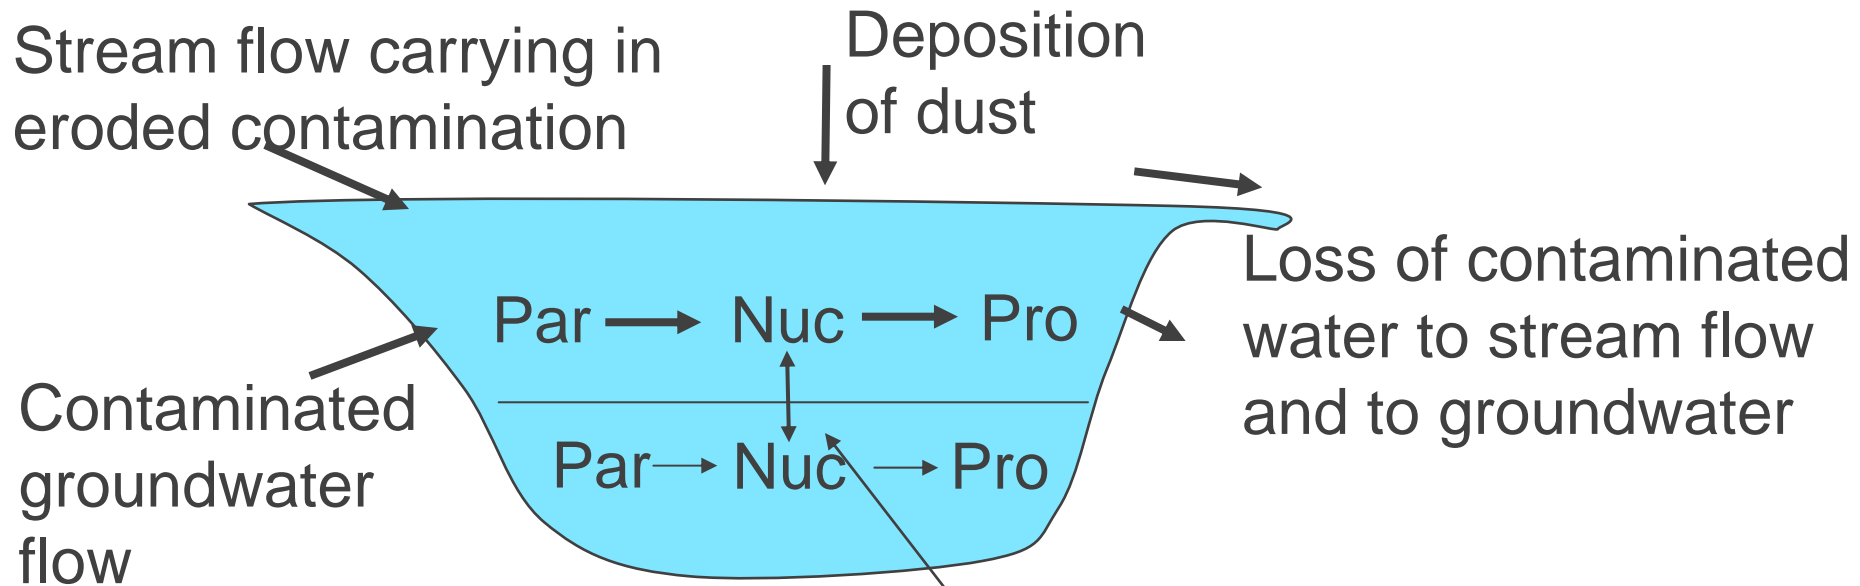 Stream flow carrying in
eroded contamination
Deposition
of dust
Par Nuc Pro
Loss of contaminated
water to stream flow
and to groundwater
Contaminated
groundwater
flow
Par Nuc Pro